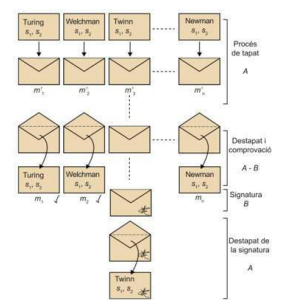 Turing
s₁, s₂
Welchman
s₁, s₂
Twinn
s₁, s₂
Newman
s₁, s₂
Procés
de tapat
A
m'₁
m'₂
m'₃
m'ₙ
Destapat i
comprovació
A - B
Turing
s₁, s₂
Welchman
s₁, s₂
Newman
s₁, s₂
m₁ ✓
m₂ ✓
mₙ ✓
Signatura
B
Destapat de
la signatura
A
Twinn
s₁, s₂